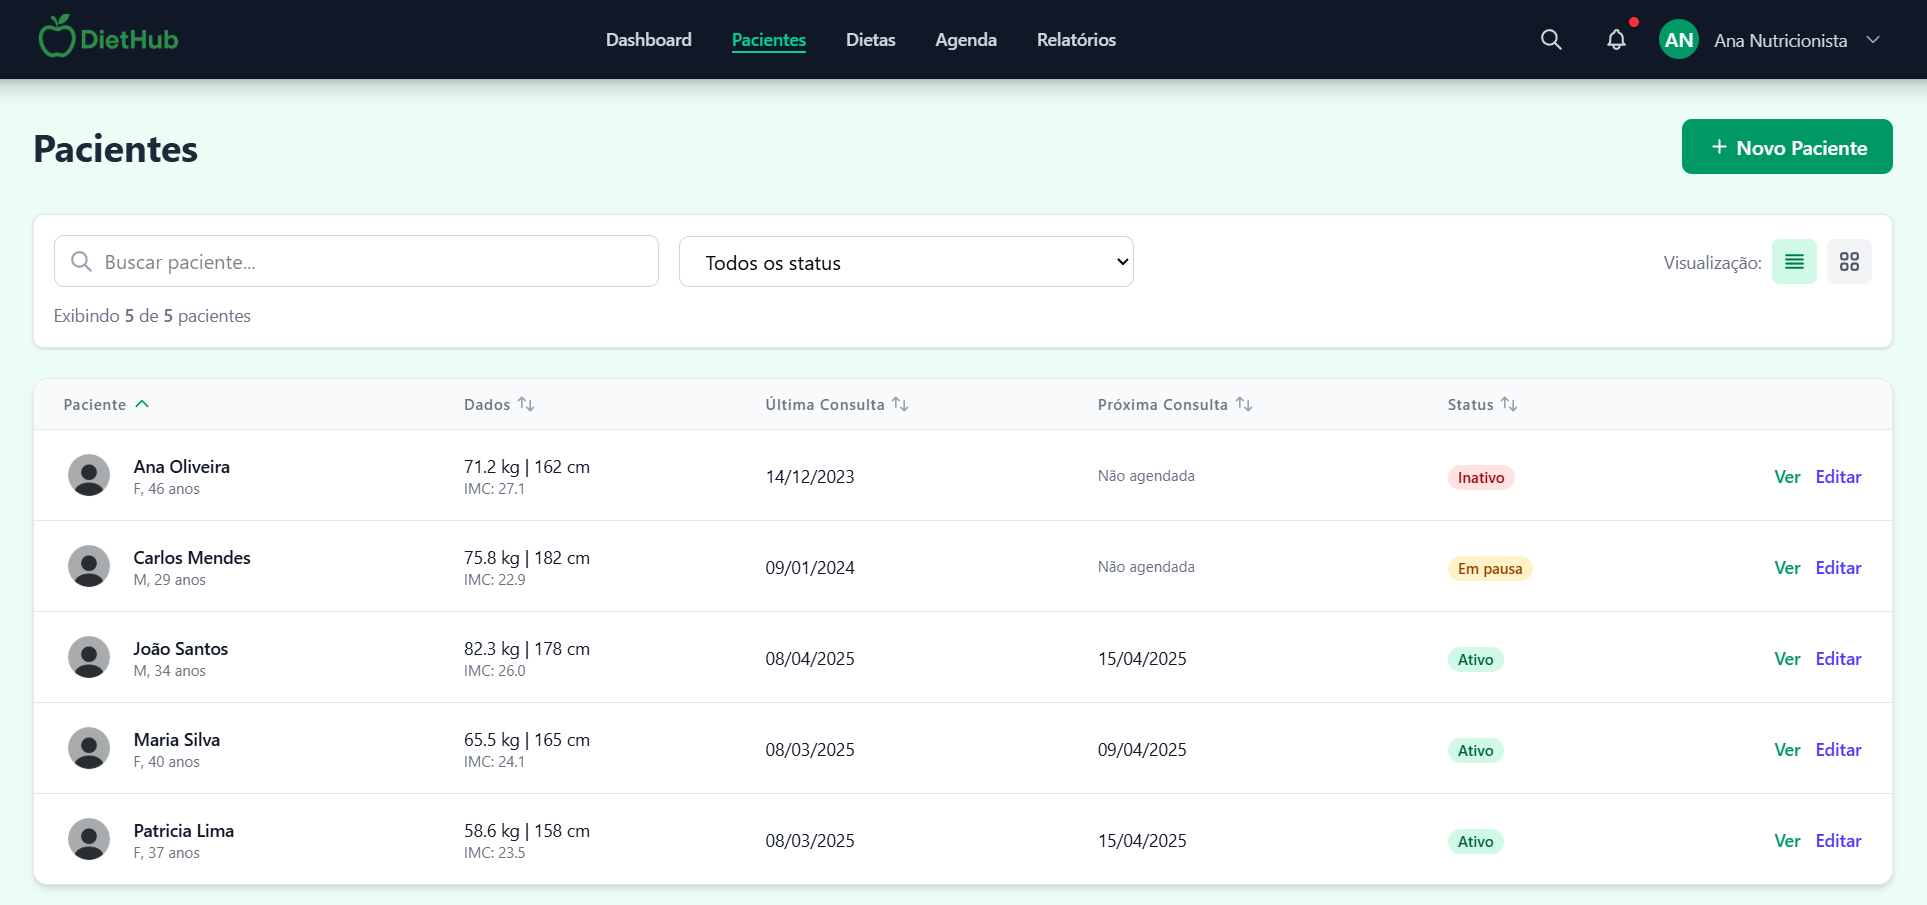 DietHub
Dashboard Pacientes Dietas Agenda Relatórios
AN Ana Nutricionista
Pacientes
+ Novo Paciente
Buscar paciente...
Todos os status
Visualização:
Exibindo 5 de 5 pacientes
Paciente Dados Última Consulta Próxima Consulta Status
Ana Oliveira
F, 46 anos
71.2 kg | 162 cm
IMC: 27.1
14/12/2023
Não agendada
Inativo
Ver Editar
Carlos Mendes
M, 29 anos
75.8 kg | 182 cm
IMC: 22.9
09/01/2024
Não agendada
Em pausa
Ver Editar
João Santos
M, 34 anos
82.3 kg | 178 cm
IMC: 26.0
08/04/2025
15/04/2025
Ativo
Ver Editar
Maria Silva
F, 40 anos
65.5 kg | 165 cm
IMC: 24.1
08/03/2025
09/04/2025
Ativo
Ver Editar
Patricia Lima
F, 37 anos
58.6 kg | 158 cm
IMC: 23.5
08/03/2025
15/04/2025
Ativo
Ver Editar